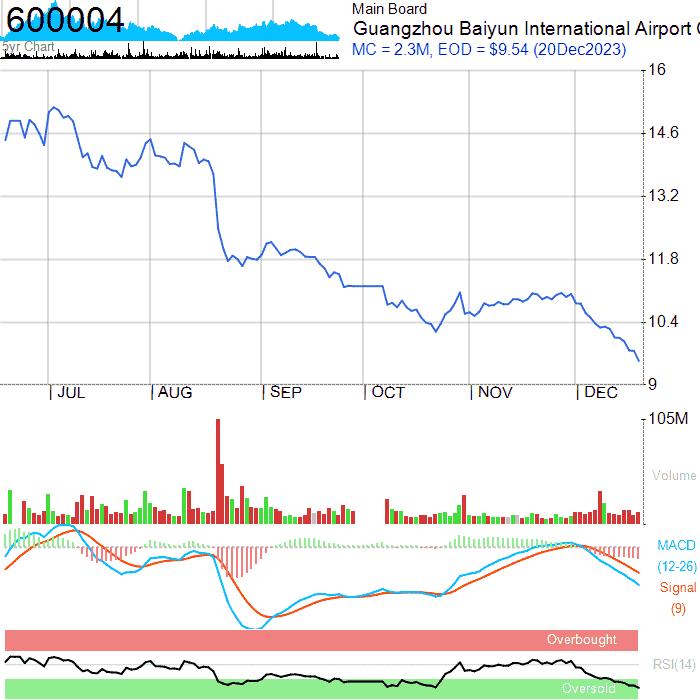 600004
5yr Chart
Main Board
Guangzhou Baiyun International Airport
MC = 2.3M, EOD = $9.54 (20Dec2023)
16
14.6
13.2
11.8
10.4
9
JUL
AUG
SEP
OCT
NOV
DEC
105M
Volume
MACD
(12-26)
Signal
(9)
Overbought
RSI(14)
Oversold